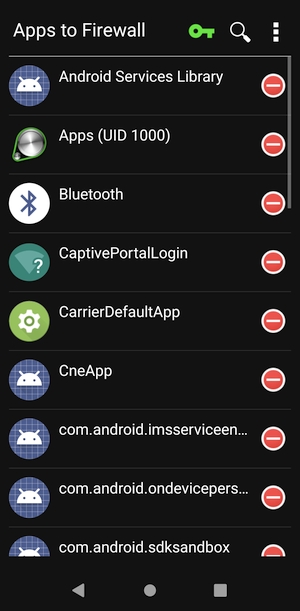 Apps to Firewall
Android Services Library
Apps (UID 1000)
Bluetooth
CaptivePortalLogin
?
CarrierDefaultApp
CneApp
com.android.imsserviceen...
com.android.ondevicepers...
com.android.sdksandbox